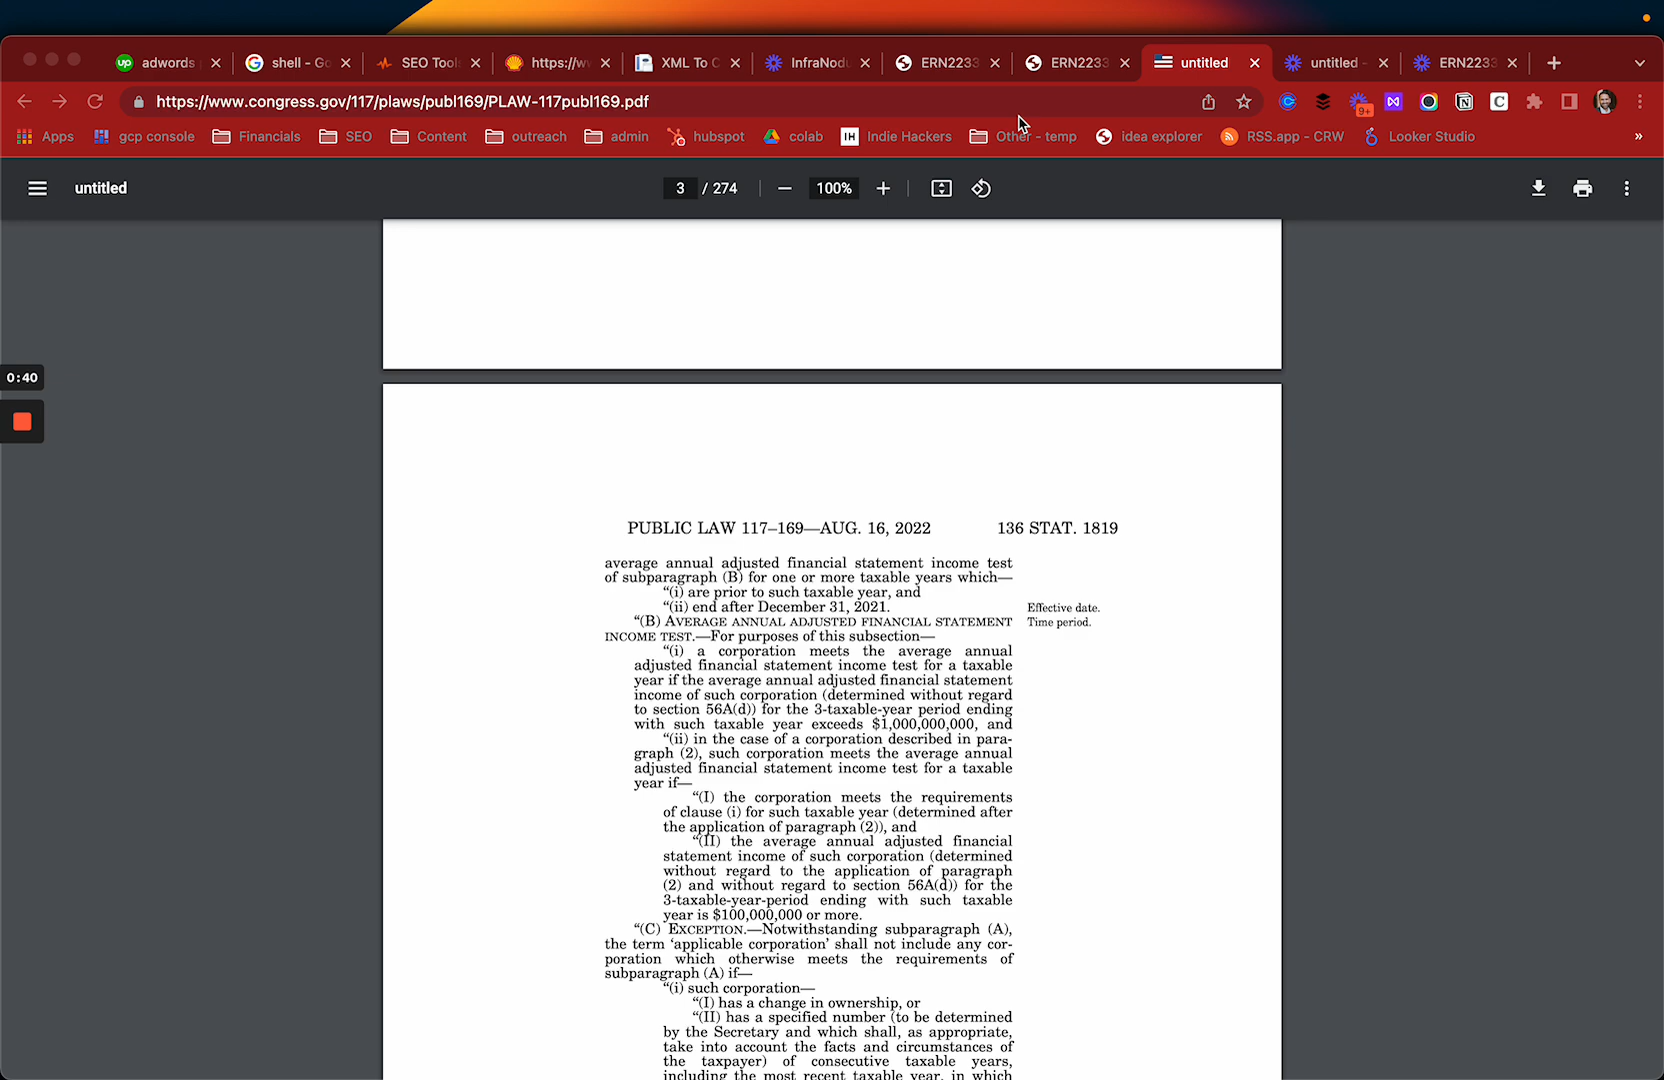 adwords
shell - Go
SEO Tools
https://w
XML To C
InfraNodu
ERN2233
ERN2233
untitled
untitled -
ERN2233
https://www.congress.gov/117/plaws/publ169/PLAW-117publ169.pdf
9+
Apps
gcp console
Financials
SEO
Content
outreach
admin
hubspot
colab
IH Indie Hackers
Other - temp
idea explorer
RSS.app - CRW
Looker Studio
»
untitled
3 / 274
100%
0:40
PUBLIC LAW 117–169—AUG. 16, 2022 136 STAT. 1819
average annual adjusted financial statement income test
of subparagraph (B) for one or more taxable years which—
“(i) are prior to such taxable year, and
“(ii) end after December 31, 2021.
Effective date.
Time period.
“(B) AVERAGE ANNUAL ADJUSTED FINANCIAL STATEMENT
INCOME TEST.—For purposes of this subsection—
“(i) a corporation meets the average annual
adjusted financial statement income test for a taxable
year if the average annual adjusted financial statement
income of such corporation (determined without regard
to section 56A(d)) for the 3-taxable-year period ending
with such taxable year exceeds $1,000,000,000, and
“(ii) in the case of a corporation described in para-
graph (2), such corporation meets the average annual
adjusted financial statement income test for a taxable
year if—
“(I) the corporation meets the requirements
of clause (i) for such taxable year (determined after
the application of paragraph (2)), and
“(II) the average annual adjusted financial
statement income of such corporation (determined
without regard to the application of paragraph
(2) and without regard to section 56A(d)) for the
3-taxable-year-period ending with such taxable
year is $100,000,000 or more.
“(C) EXCEPTION.—Notwithstanding subparagraph (A),
the term ‘applicable corporation’ shall not include any cor-
poration which otherwise meets the requirements of
subparagraph (A) if—
“(i) such corporation—
“(I) has a change in ownership, or
“(II) has a specified number (to be determined
by the Secretary and which shall, as appropriate,
take into account the facts and circumstances of
the taxpayer) of consecutive taxable years,
including the most recent taxable year, in which